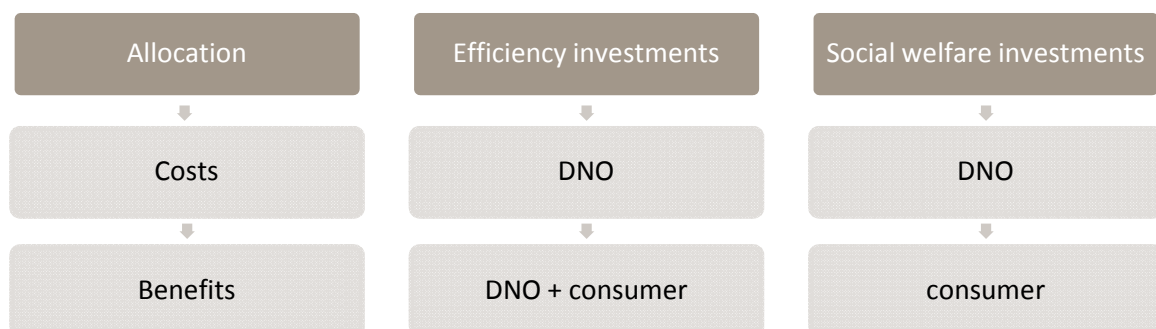 Allocation
Efficiency investments
Social welfare investments
Costs
DNO
DNO
Benefits
DNO + consumer
consumer